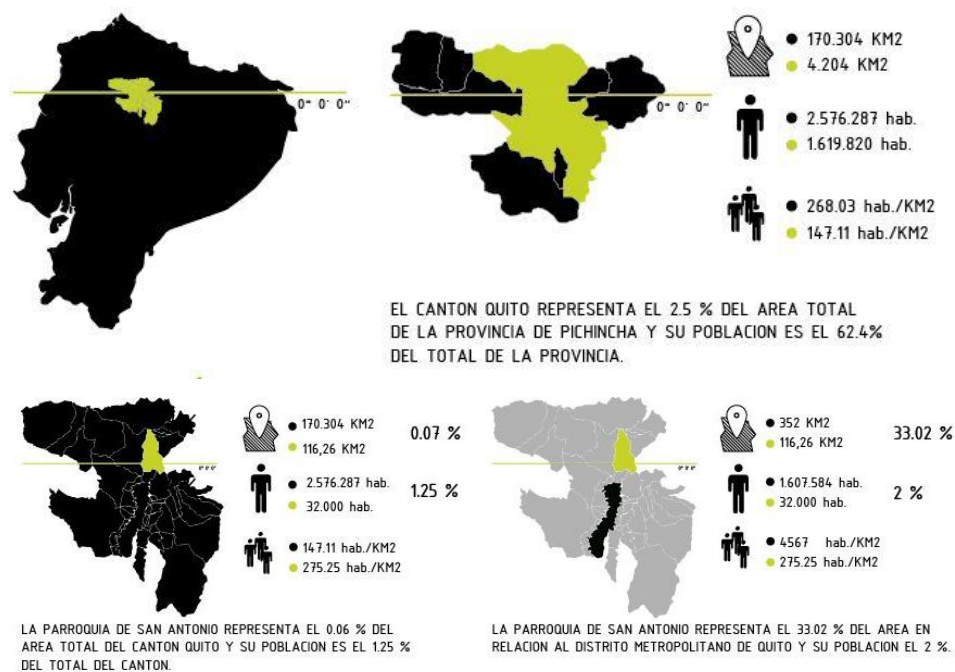 0° 0' 0"
170.304 KM2
4.204 KM2
0° 0' 0"
2.576.287 hab.
1.619.820 hab.
268.03 hab./KM2
147.11 hab./KM2
EL CANTON QUITO REPRESENTA EL 2.5 % DEL AREA TOTAL
DE LA PROVINCIA DE PICHINCHA Y SU POBLACION ES EL 62.4%
DEL TOTAL DE LA PROVINCIA.
170.304 KM2
116,26 KM2
0.07 %
0° 0' 0"
2.576.287 hab.
32.000 hab.
1.25 %
147.11 hab./KM2
275.25 hab./KM2
LA PARROQUIA DE SAN ANTONIO REPRESENTA EL 0.06 % DEL
AREA TOTAL DEL CANTON QUITO Y SU POBLACION ES EL 1.25 %
DEL TOTAL DEL CANTON.
352 KM2
116,26 KM2
33.02 %
0° 0' 0"
1.607.584 hab.
32.000 hab.
2 %
4567 hab./KM2
275.25 hab./KM2
LA PARROQUIA DE SAN ANTONIO REPRESENTA EL 33.02 % DEL AREA EN
RELACION AL DISTRITO METROPOLITANO DE QUITO Y SU POBLACION EL 2 %.